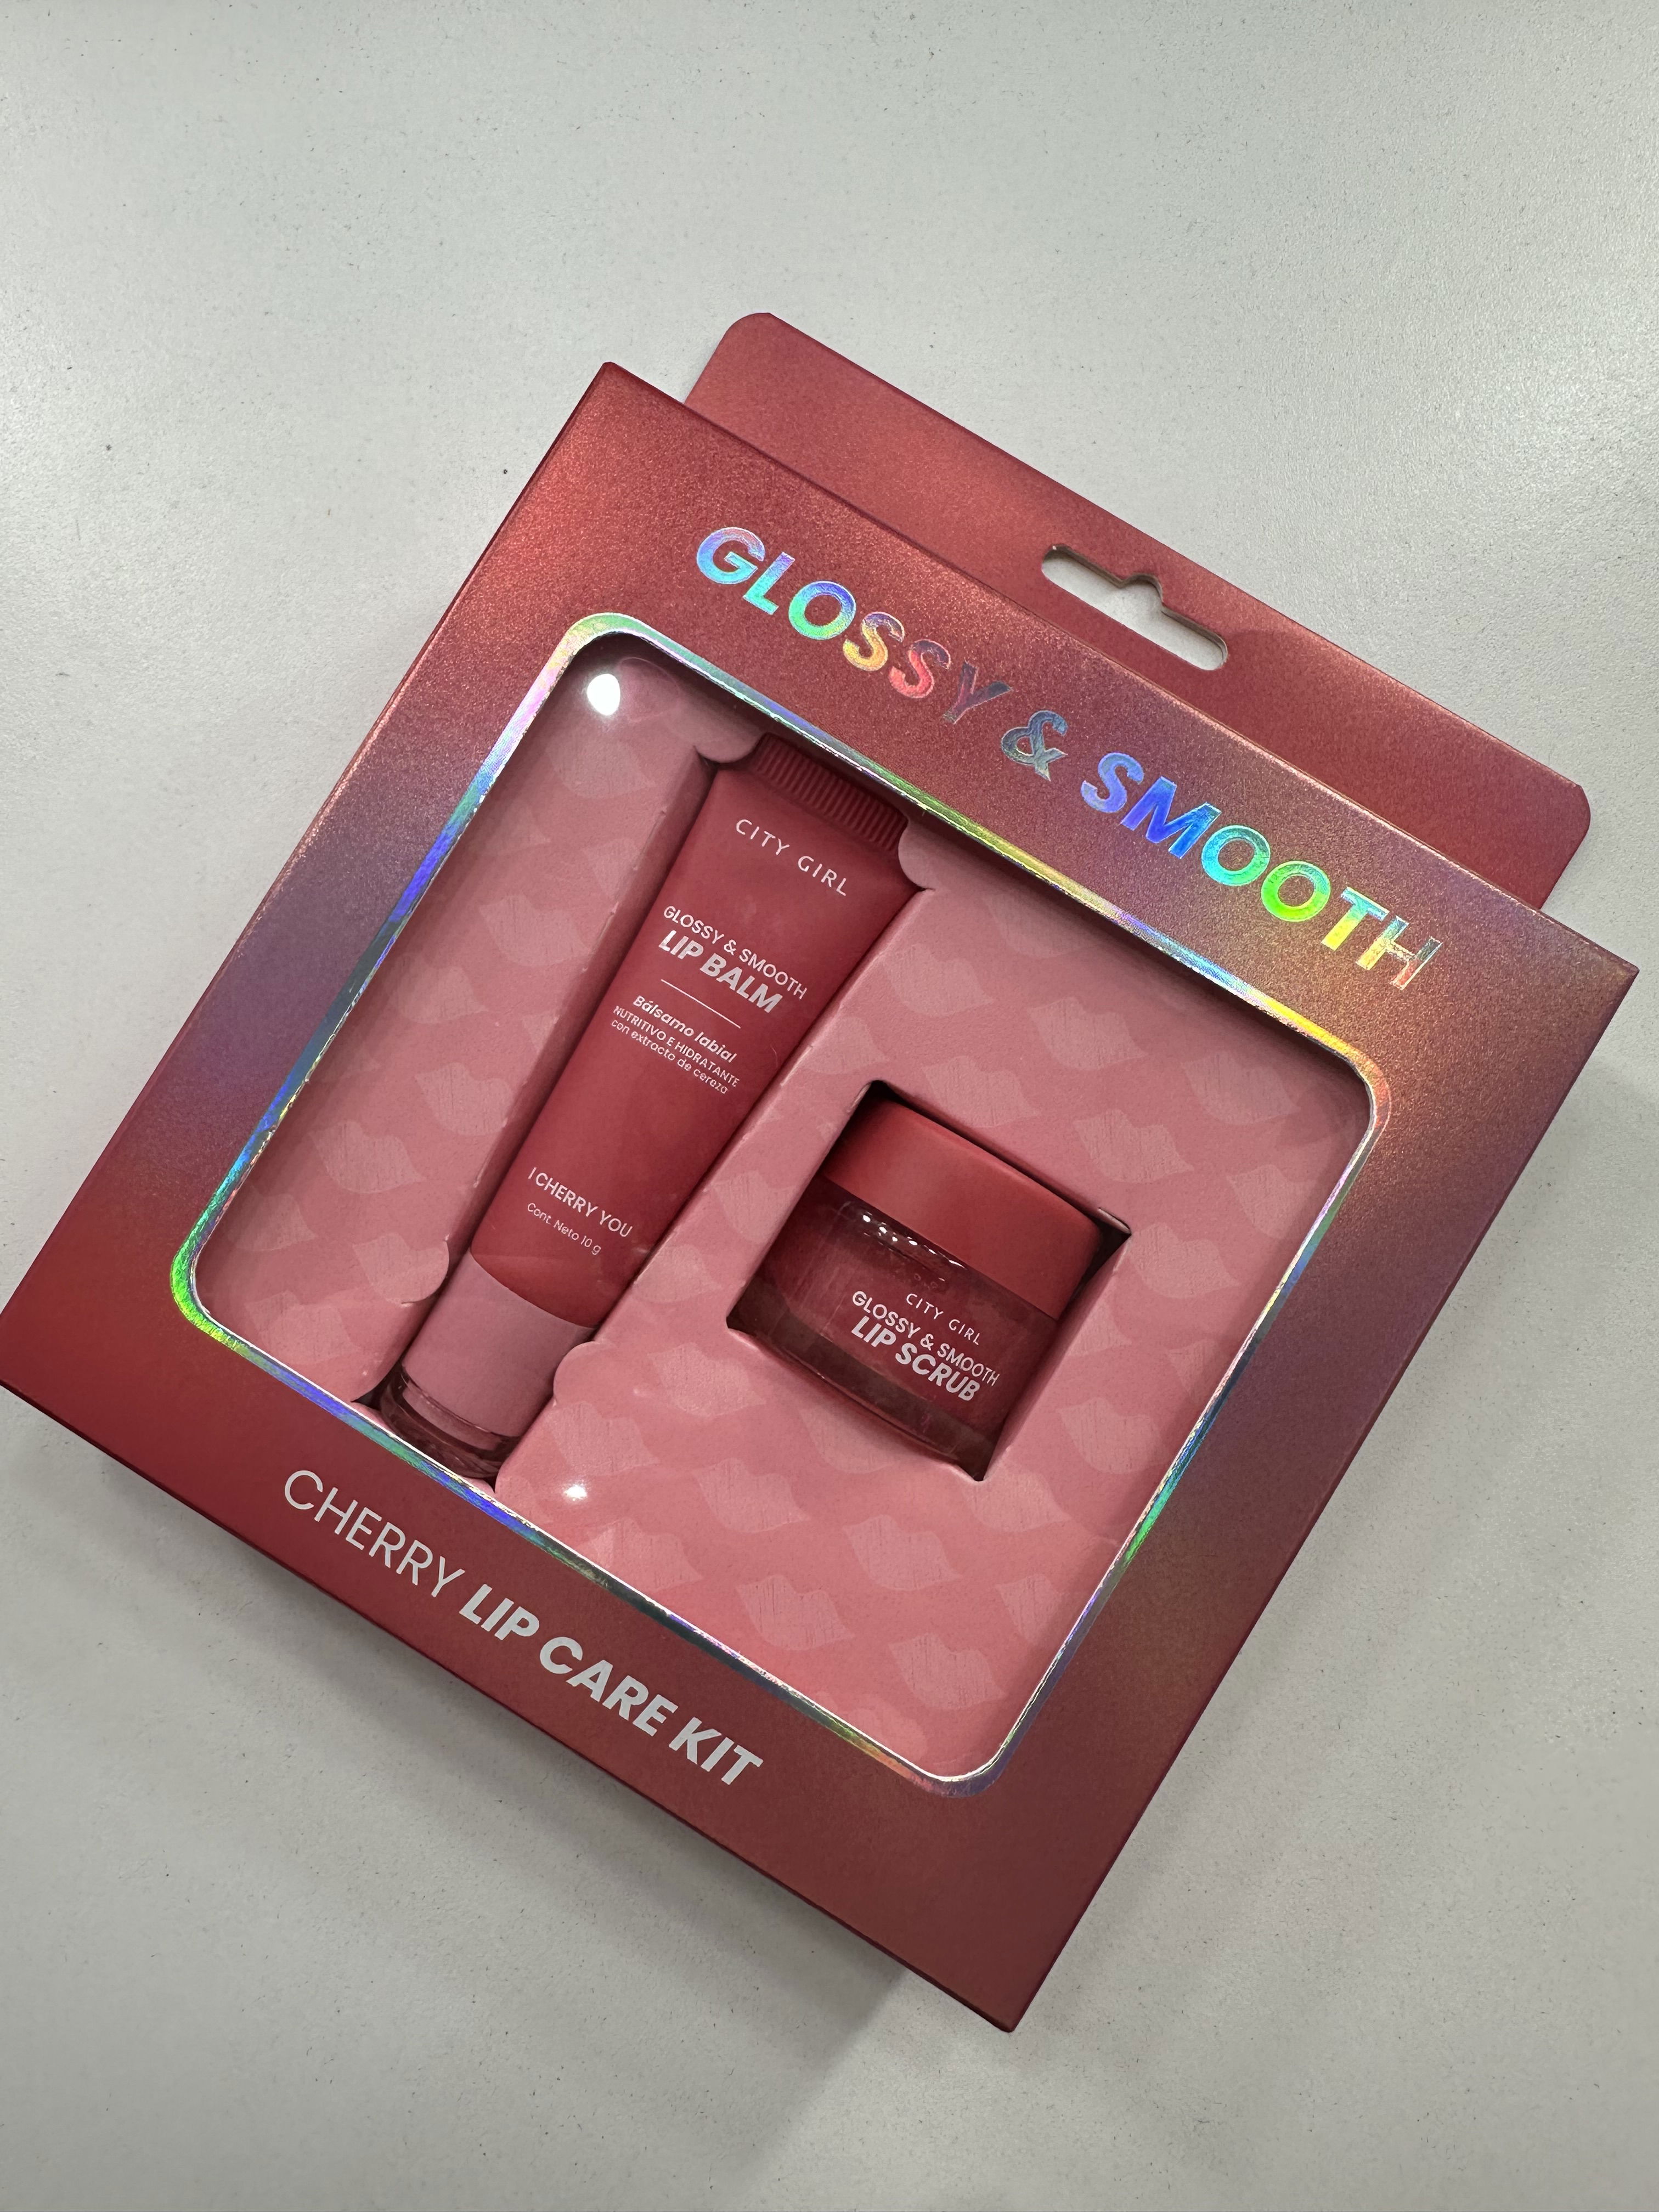 GLOSSY & SMOOTH
CITY GIRL
GLOSSY & SMOOTH
LIP BALM
Bálsamo labial
NUTRITIVO E HIDRATANTE
con extracto de cereza
I CHERRY YOU
Cont. Neto 10 g
CITY GIRL
GLOSSY & SMOOTH
LIP SCRUB
CHERRY LIP CARE KIT